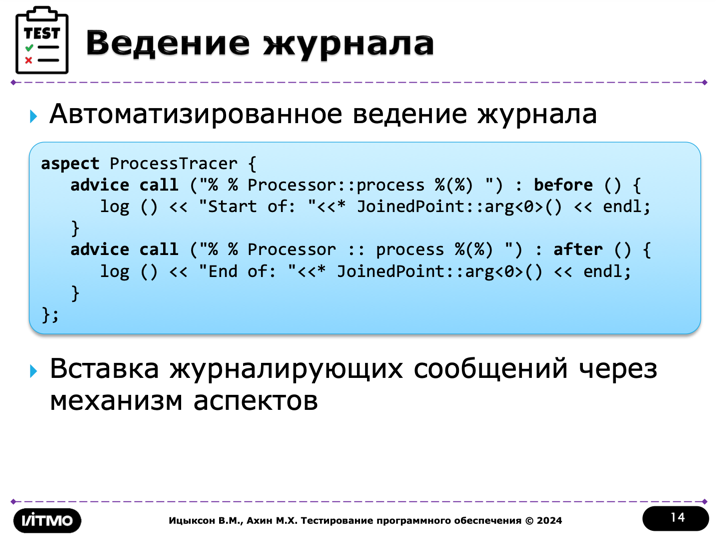 TEST
Ведение журнала
Автоматизированное ведение журнала
aspect ProcessTracer {
advice call ("% % Processor::process %(%) ") : before () {
log () << "Start of: "<<* JoinedPoint::arg<0>() << endl;
}
advice call ("% % Processor :: process %(%) ") : after () {
log () << "End of: "<<* JoinedPoint::arg<0>() << endl;
}
};
Вставка журналирующих сообщений через
механизм аспектов
ИТМО
Ицыксон В.М., Ахин М.Х. Тестирование программного обеспечения © 2024
14